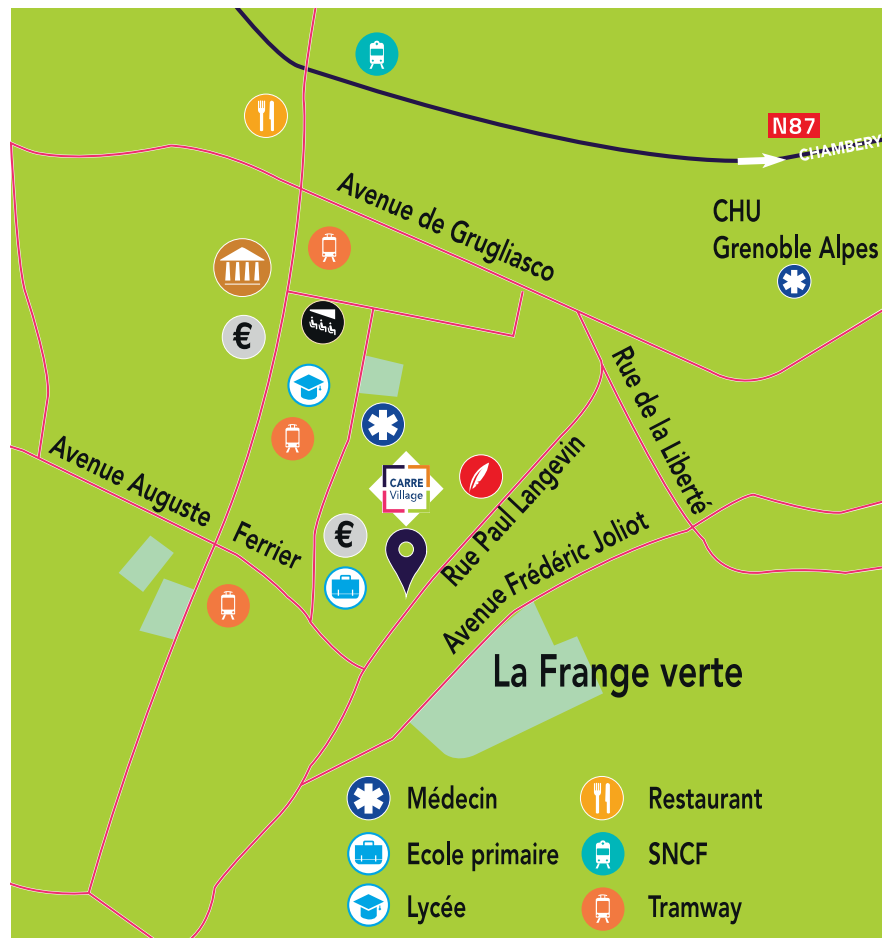 N87
CHAMBERY
CHU
Grenoble Alpes
Avenue de Grugliasco
€
Rue de la Liberté
Avenue Auguste
Ferrier
CARRE
Village
Rue Paul Langevin
€
Avenue Frédéric Joliot
La Frange verte
Médecin
Restaurant
Ecole primaire
SNCF
Lycée
Tramway